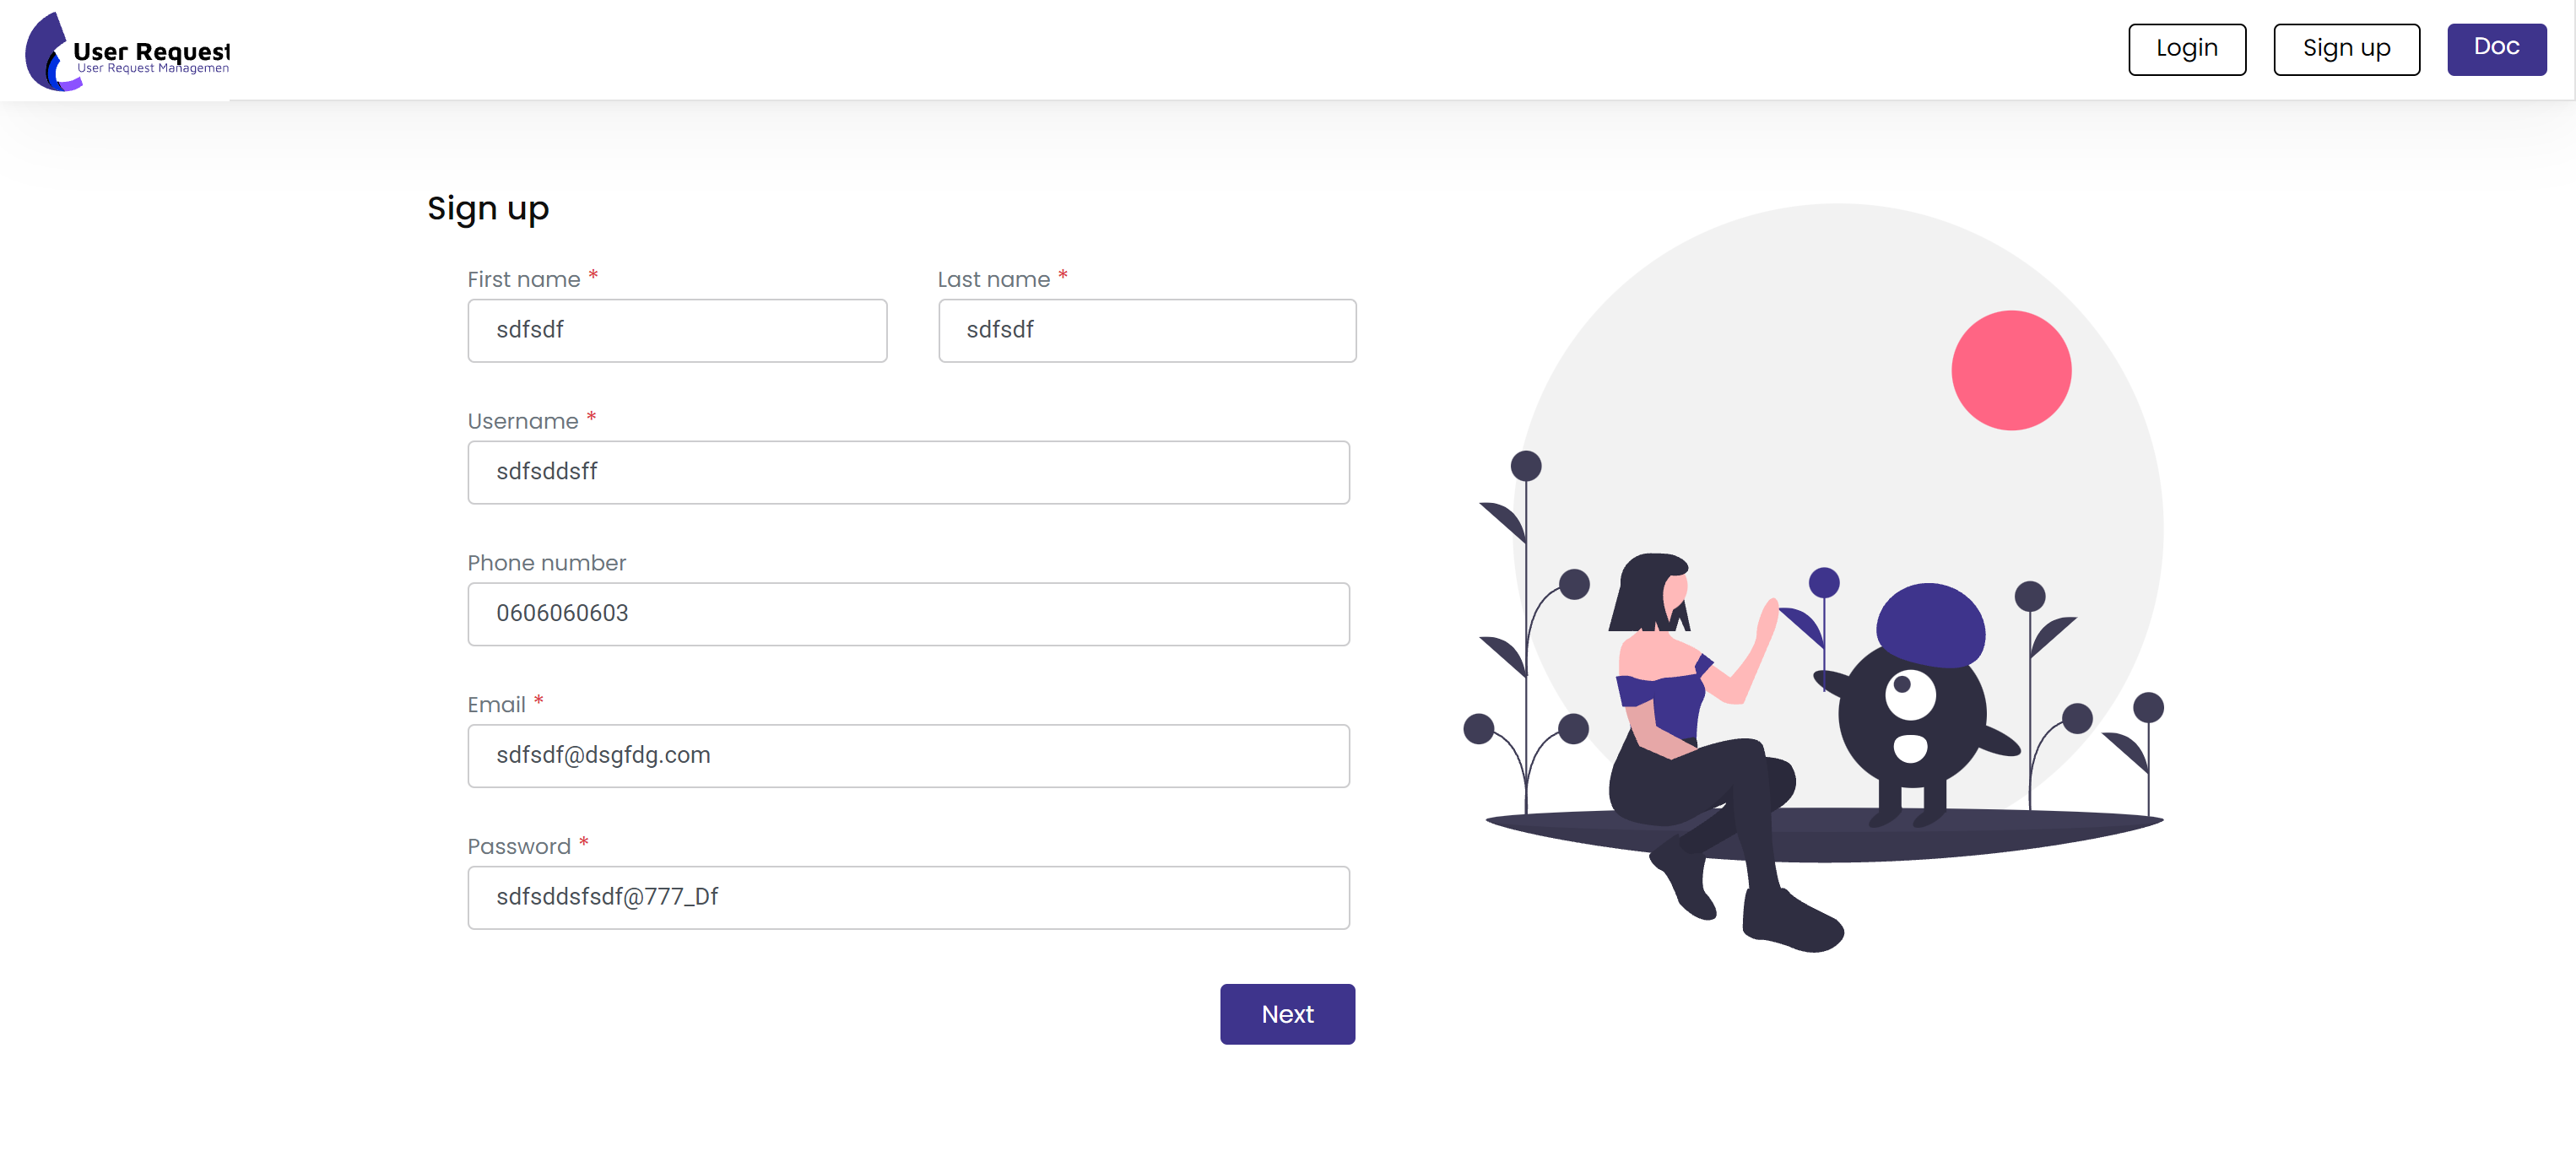 User Request
User Request Managemen
Login
Sign up
Doc
Sign up
First name *
Last name *
sdfsdf
sdfsdf
Username *
sdfsddsff
Phone number
0606060603
Email *
sdfsdf@dsgfdg.com
Password *
sdfsddsfsdf@777_Df
Next